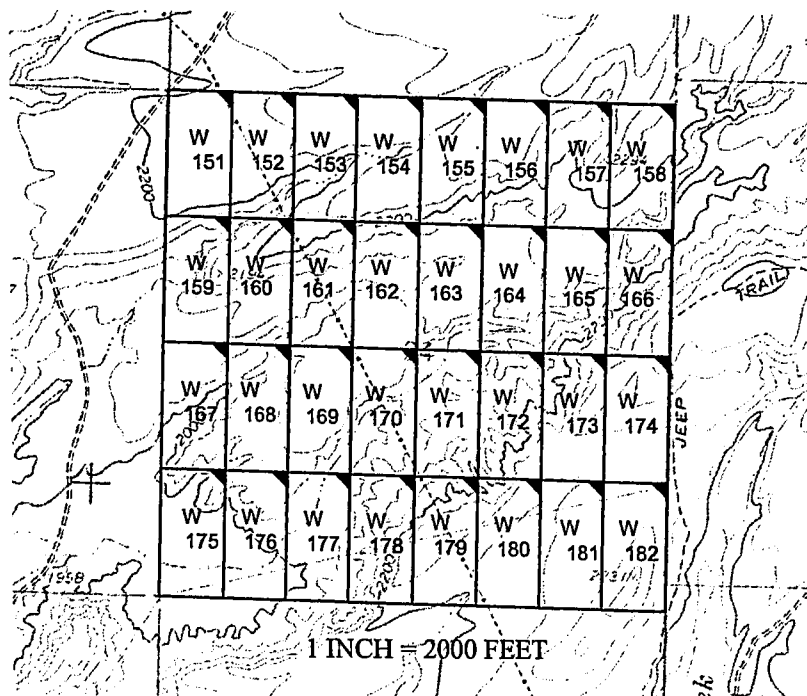 W W W W W W W W
151 152 153 154 155 156 157 158
2200
W W W W W W W W
159 160 161 162 163 164 165 166
TRAIL
W W W W W W W W
167 168 169 170 171 172 173 174
JEEP
W W W W W W W W
175 176 177 178 179 180 181 182
958
1 INCH = 2000 FEET